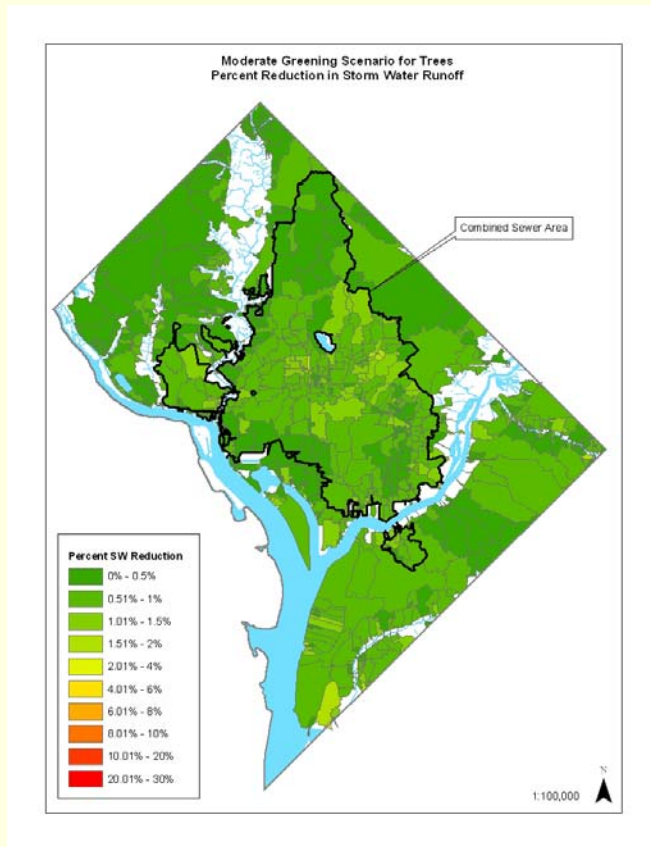 Moderate Greening Scenario for Trees
Percent Reduction in Storm Water Runoff
Combined Sewer Area
Percent SW Reduction
0% - 0.5%
0.51% - 1%
1.01% - 1.5%
1.51% - 2%
2.01% - 4%
4.01% - 6%
6.01% - 8%
8.01% - 10%
10.01% - 20%
20.01% - 30%
N
1:100,000